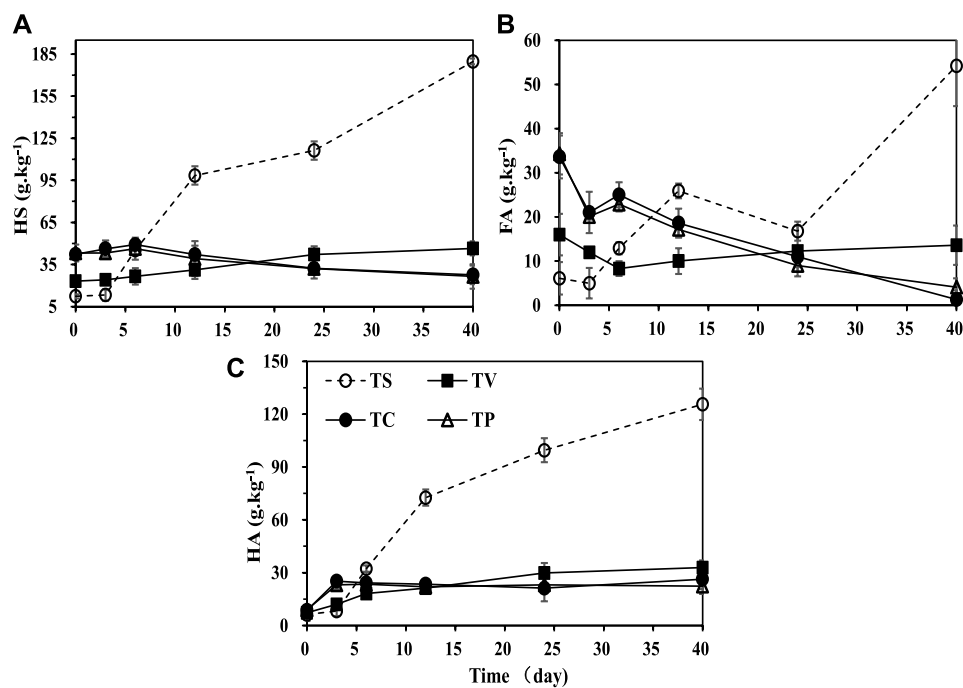 A
HS (g.kg-1)
185
155
125
95
65
35
5
0 5 10 15 20 25 30 35 40
B
FA (g.kg-1)
60
50
40
30
20
10
0
0 5 10 15 20 25 30 35 40
C
HA (g.kg-1)
150
120
90
60
30
0
TS TV
TC TP
0 5 10 15 20 25 30 35 40
Time （day)